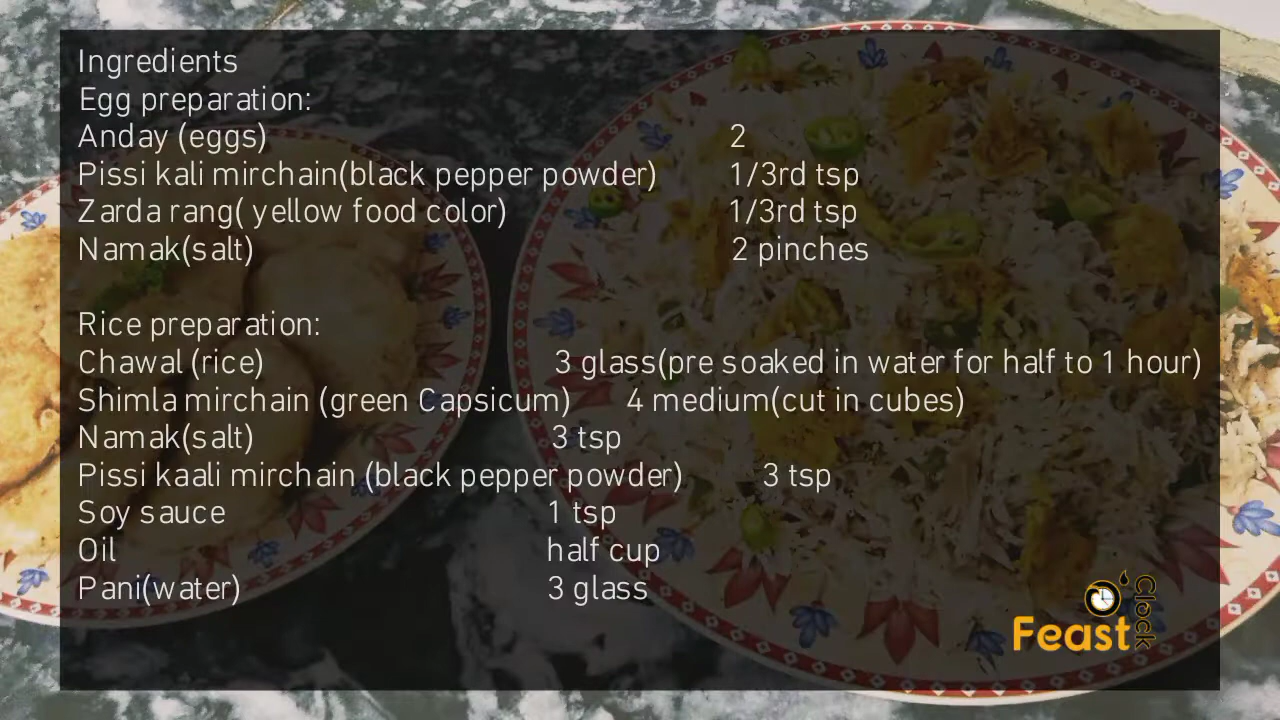 Ingredients
Egg preparation:
Anday (eggs) 2
Pissi kali mirchain(black pepper powder) 1/3rd tsp
Zarda rang( yellow food color) 1/3rd tsp
Namak(salt) 2 pinches
Rice preparation:
Chawal (rice) 3 glass(pre soaked in water for half to 1 hour)
Shimla mirchain (green Capsicum) 4 medium(cut in cubes)
Namak(salt) 3 tsp
Pissi kaali mirchain (black pepper powder) 3 tsp
Soy sauce 1 tsp
Oil half cup
Pani(water) 3 glass
Feast Clock